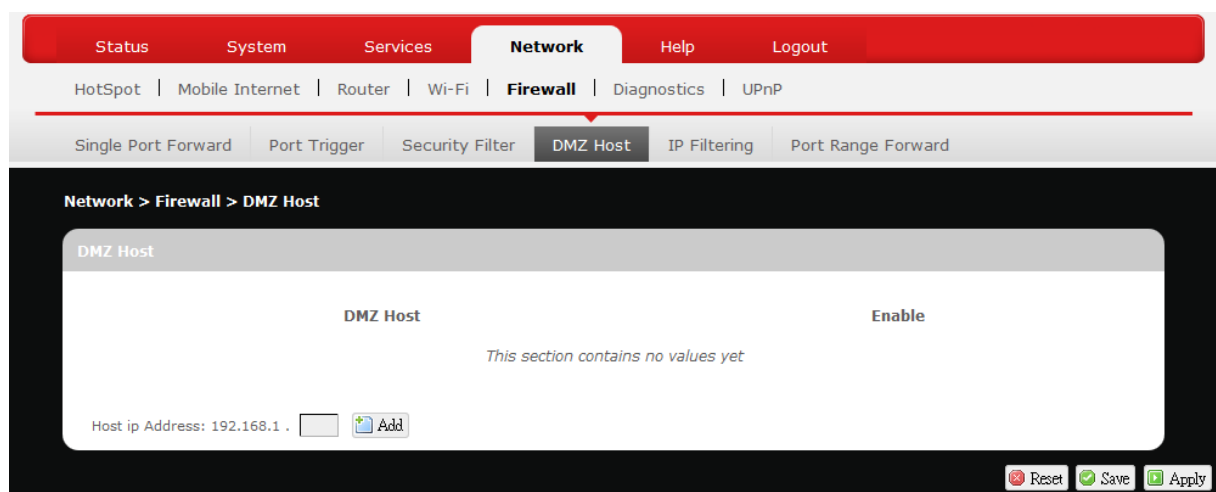 Status System Services Network Help Logout
HotSpot | Mobile Internet | Router | Wi-Fi | Firewall | Diagnostics | UPnP
Single Port Forward Port Trigger Security Filter DMZ Host IP Filtering Port Range Forward
Network > Firewall > DMZ Host
DMZ Host
DMZ Host Enable
This section contains no values yet
Host ip Address: 192.168.1 . Add
Reset Save Apply